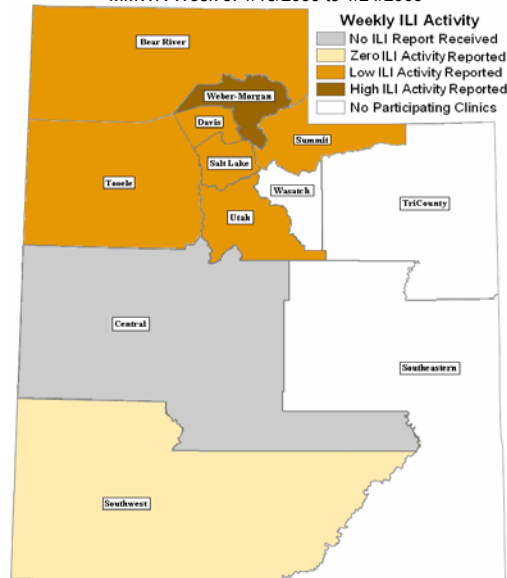 Weekly ILI Activity
No ILI Report Received
Zero ILI Activity Reported
Low ILI Activity Reported
High ILI Activity Reported
No Participating Clinics
Bear River
Weber-Morgan
Davis
Summit
Salt Lake
Tooele
Wasatch
TriCounty
Utah
Central
Southeastern
Southwest